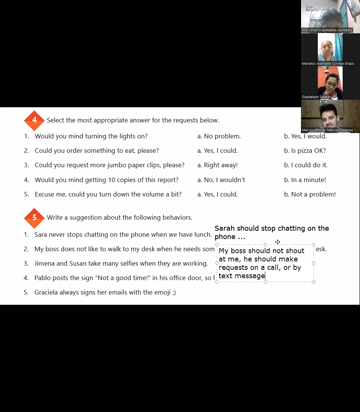 4 Select the most appropriate answer for the requests below.
1. Would you mind turning the lights on? a. No problem. b. Yes, I would.
2. Could you order something to eat, please? a. Yes, I could. b. Is pizza OK?
3. Could you request more jumbo paper clips, please? a. Right away! b. I could do it.
4. Would you mind getting 10 copies of this report? a. No, I wouldn't b. In a minute!
5. Excuse me, could you turn down the volume a bit? a. Yes, I could. b. Not a problem!
5 Write a suggestion about the following behaviors.
Sarah should stop chatting on the
phone ...
1. Sara never stops chatting on the phone when we have lunch.
2. My boss does not like to walk to my desk when he needs som esk.
My boss should not shout
at me, he should make
requests on a call, or by
text message
3. Jimena and Susan take many selfies when they are working.
4. Pablo posts the sign "Not a good time!" in his office door, so
5. Graciela always signs her emails with the emoji ;)